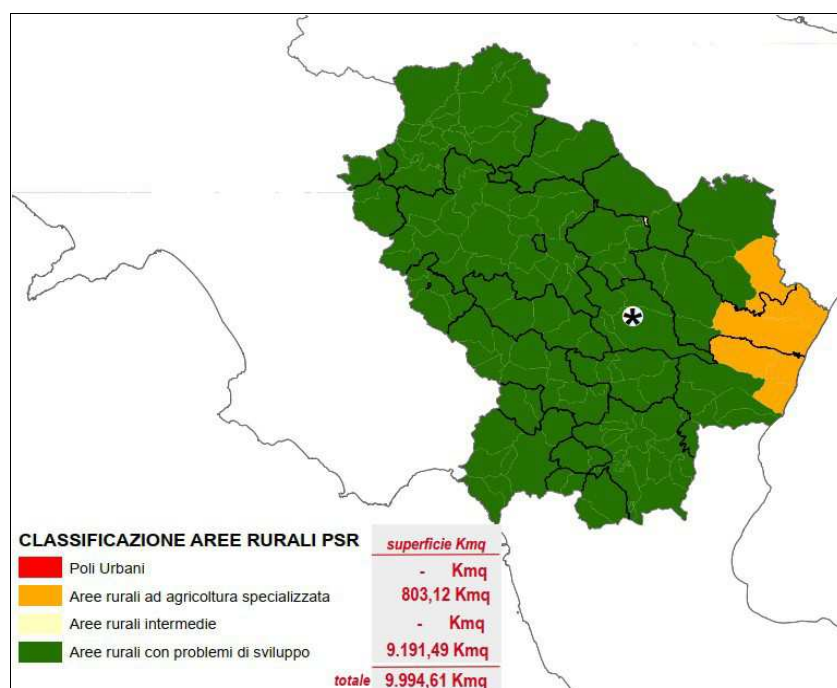 CLASSIFICAZIONE AREE RURALI PSR superficie Kmq
Poli Urbani - Kmq
Aree rurali ad agricoltura specializzata 803,12 Kmq
Aree rurali intermedie - Kmq
Aree rurali con problemi di sviluppo 9.191,49 Kmq
totale 9.994,61 Kmq